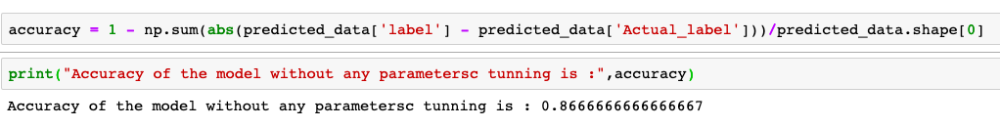 accuracy = 1 - np.sum(abs(predicted_data['label'] - predicted_data['Actual_label']))/predicted_data.shape[0]
print("Accuracy of the model without any parametersc tunning is :",accuracy)
Accuracy of the model without any parametersc tunning is : 0.8666666666666667